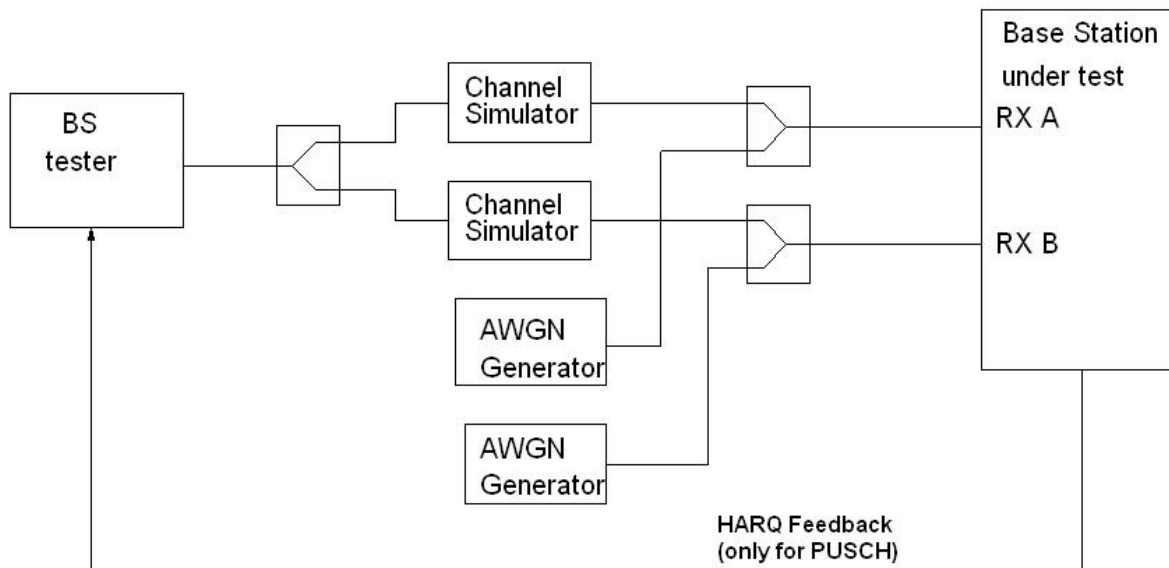 BS
tester
Channel
Simulator
Channel
Simulator
AWGN
Generator
AWGN
Generator
Base Station
under test
RX A
RX B
HARQ Feedback
(only for PUSCH)